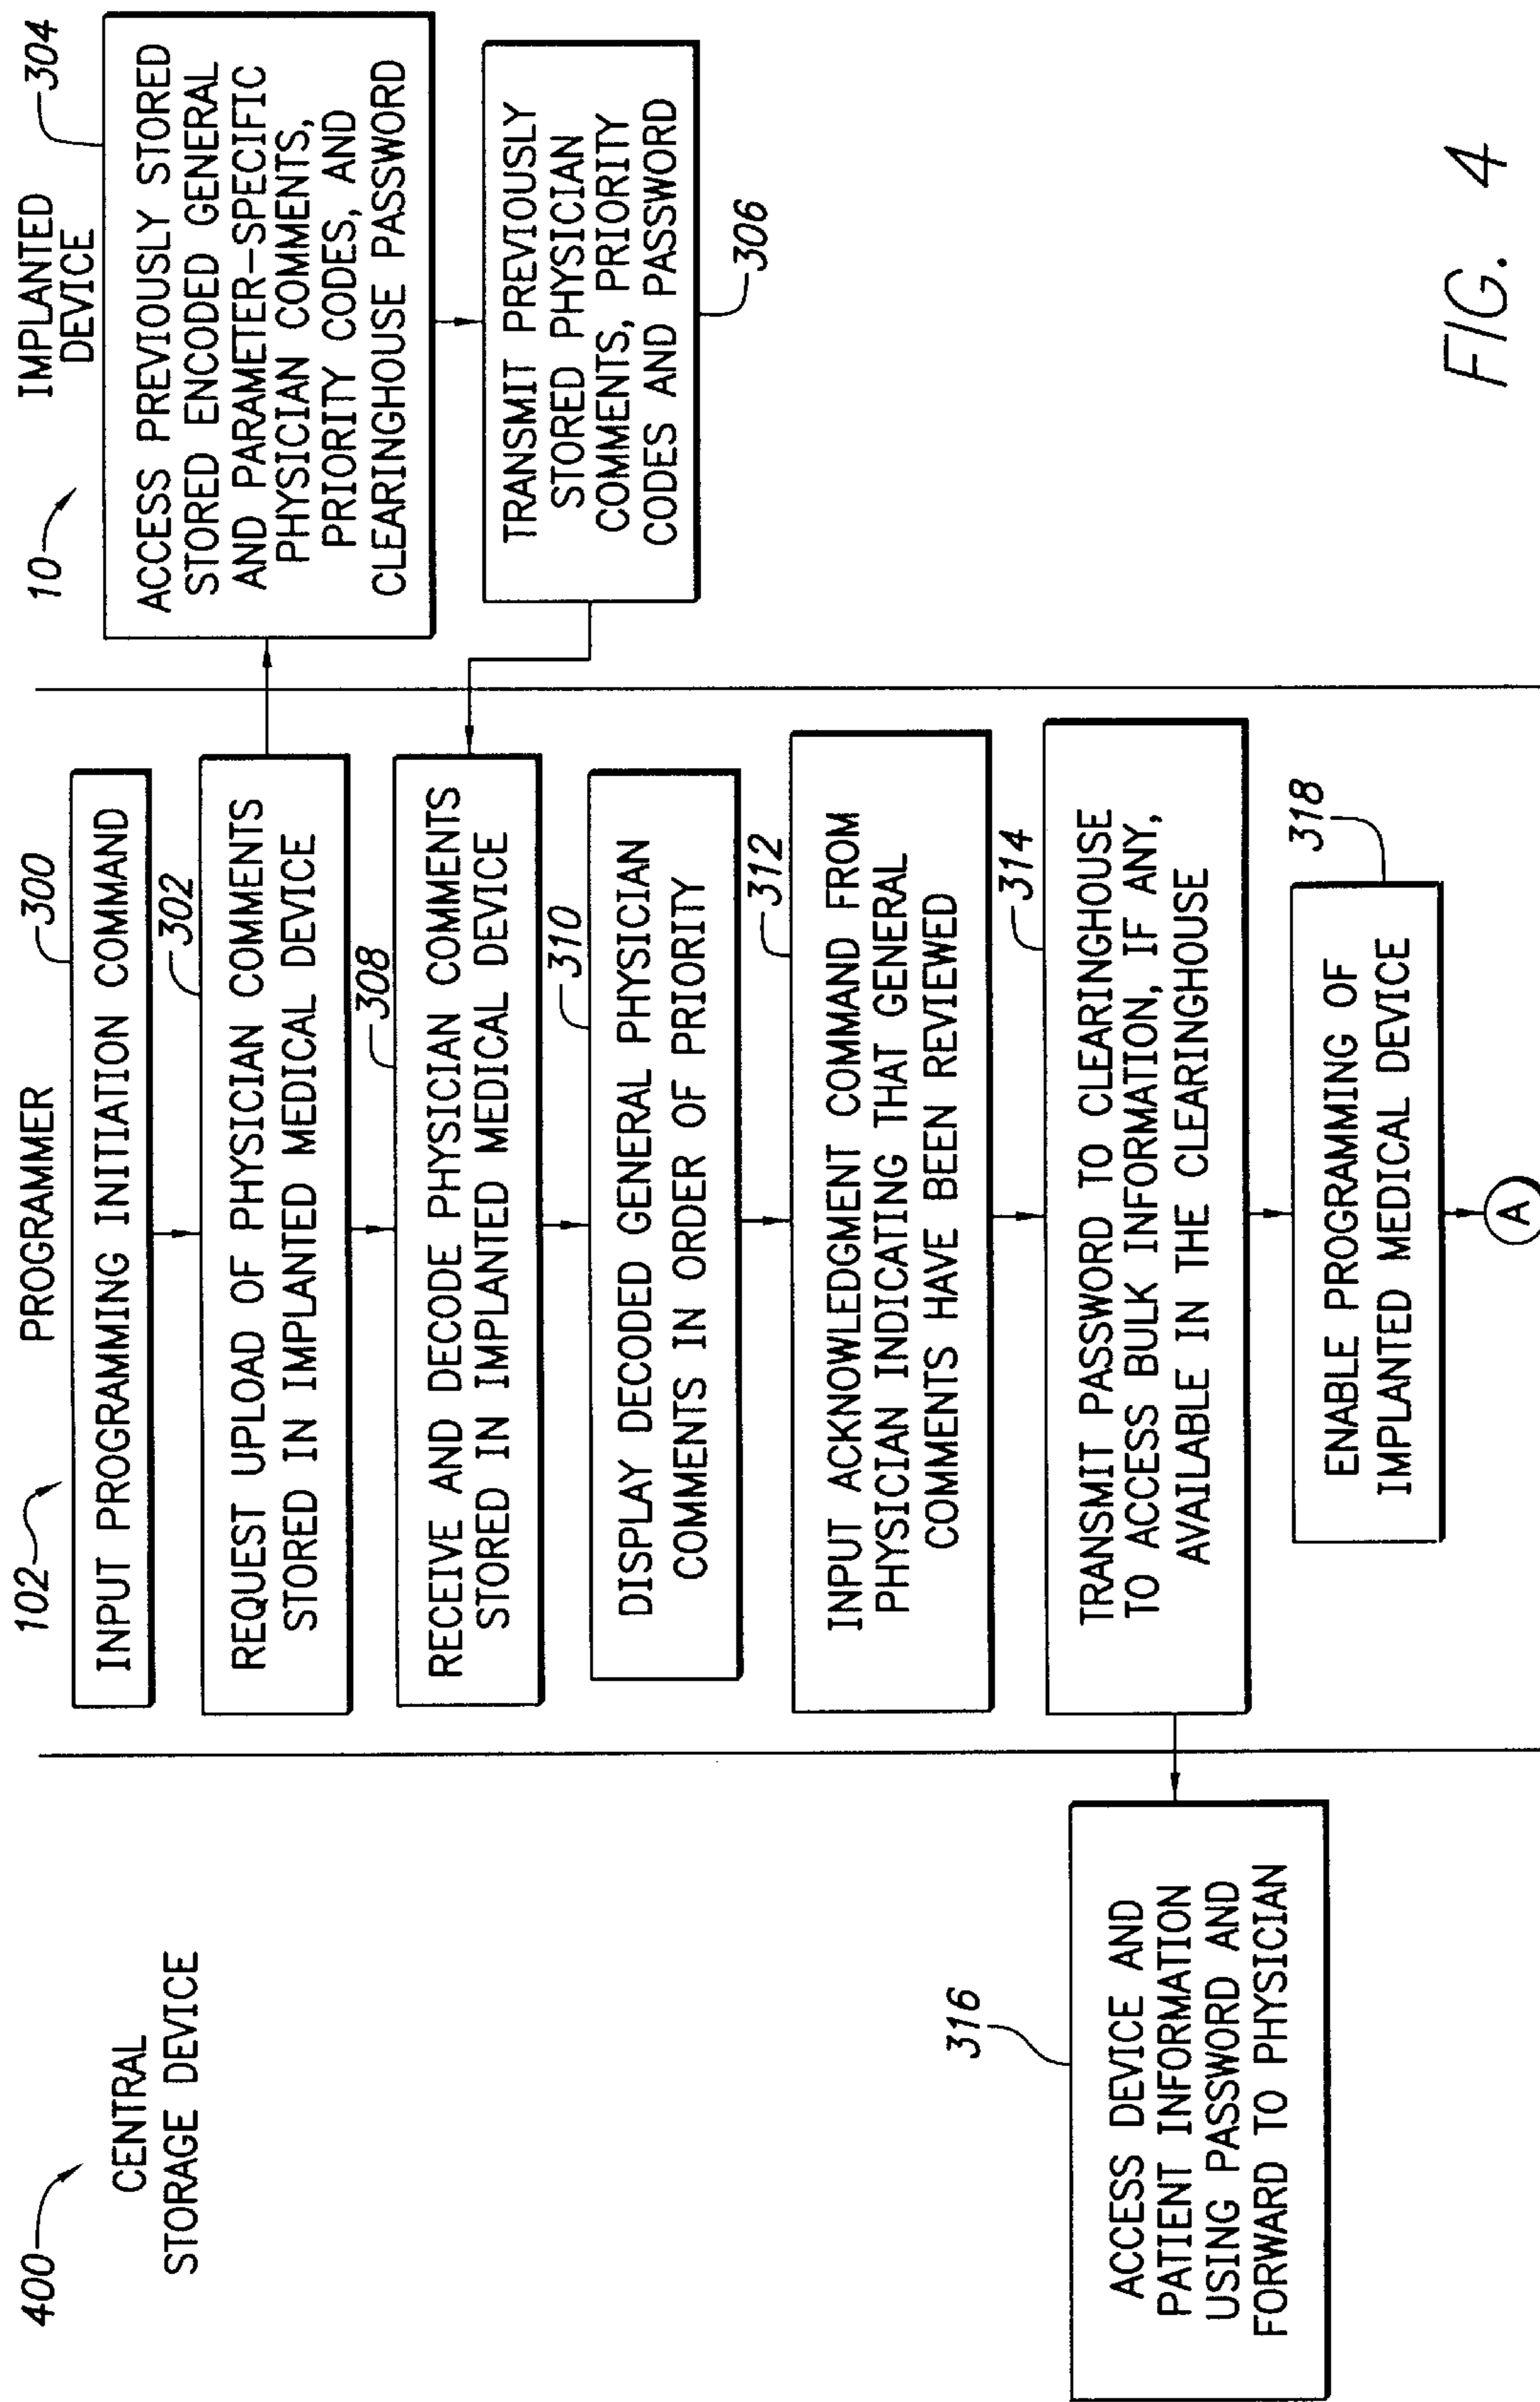 400
CENTRAL
STORAGE DEVICE
102
PROGRAMMER
10
IMPLANTED
DEVICE
300
INPUT PROGRAMMING INITIATION COMMAND
302
REQUEST UPLOAD OF PHYSICIAN COMMENTS
STORED IN IMPLANTED MEDICAL DEVICE
304
ACCESS PREVIOUSLY STORED
STORED ENCODED GENERAL
AND PARAMETER-SPECIFIC
PHYSICIAN COMMENTS,
PRIORITY CODES, AND
CLEARINGHOUSE PASSWORD
TRANSMIT PREVIOUSLY
STORED PHYSICIAN
COMMENTS, PRIORITY
CODES AND PASSWORD
306
308
RECEIVE AND DECODE PHYSICIAN COMMENTS
STORED IN IMPLANTED MEDICAL DEVICE
310
DISPLAY DECODED GENERAL PHYSICIAN
COMMENTS IN ORDER OF PRIORITY
312
INPUT ACKNOWLEDGMENT COMMAND FROM
PHYSICIAN INDICATING THAT GENERAL
COMMENTS HAVE BEEN REVIEWED
314
TRANSMIT PASSWORD TO CLEARINGHOUSE
TO ACCESS BULK INFORMATION, IF ANY,
AVAILABLE IN THE CLEARINGHOUSE
316
ACCESS DEVICE AND
PATIENT INFORMATION
USING PASSWORD AND
FORWARD TO PHYSICIAN
318
ENABLE PROGRAMING OF
IMPLANTED MEDICAL DEVICE
A
FIG. 4